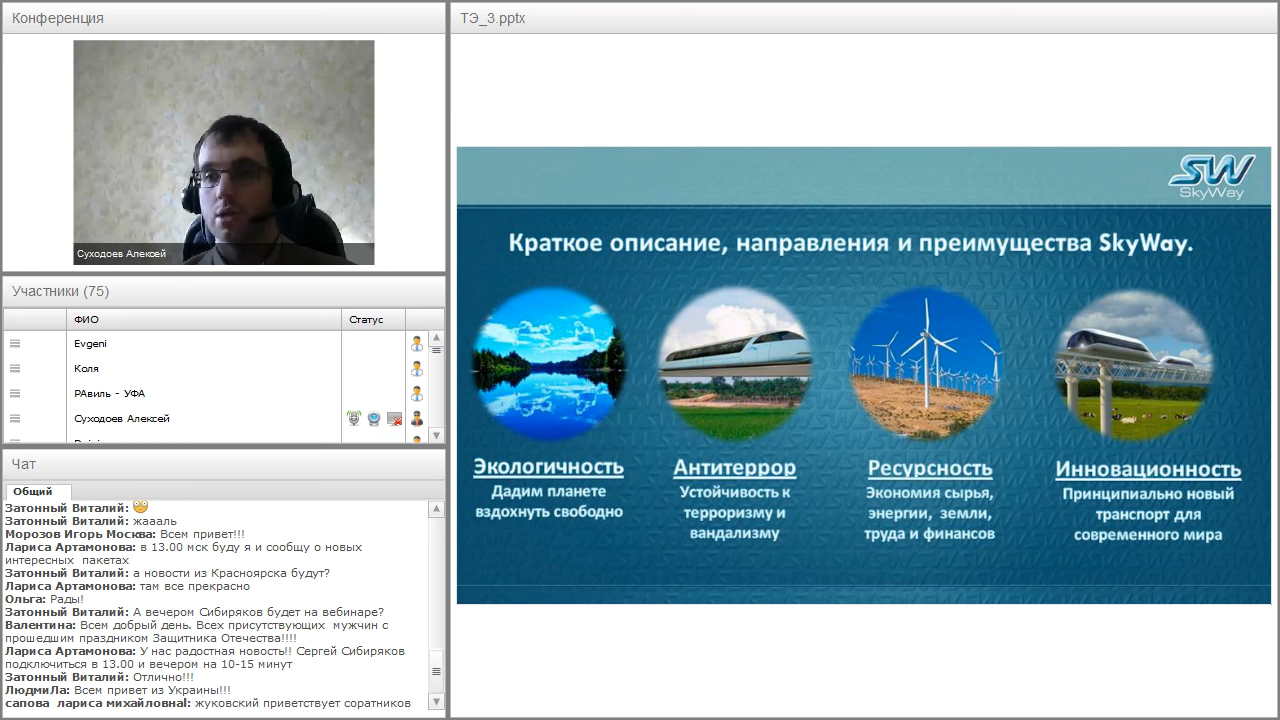 Конференция
Суходоев Алексей
Участники (75)
ФИО
Статус
Evgeni
Коля
РАвиль - УФА
Суходоев Алексей
Чат
Общий
Затонный Виталий:
Затонный Виталий: жаааль
Морозов Игорь Москва: Всем привет!!!
Лариса Артамонова: в 13.00 мск буду я и сообщу о новых
интересных пакетах
Затонный Виталий: а новости из Красноярска будут?
Лариса Артамонова: там все прекрасно
Ольга: Рады!
Затонный Виталий: А вечером Сибиряков будет на вебинаре?
Валентина: Всем добрый день. Всех присутствующих мужчин с
прошедшим праздником Защитника Отечества!!!!
Лариса Артамонова: У нас радостная новость!! Сергей Сибиряков
подключиться в 13.00 и вечером на 10-15 минут
Затонный Виталий: Отлично!!!
ЛюдмиЛа: Всем привет из Украины!!!
сапова лариса михайловнаl: жуковский приветствует соратников
ТЭ_3.pptx
SW
SkyWay
Краткое описание, направления и преимущества SkyWay.
Экологичность
Дадим планете
вздохнуть свободно
Антитеррор
Устойчивость к
терроризму и
вандализму
Ресурсность
Экономия сырья,
энергии, земли,
труда и финансов
Инновационность
Принципиально новый
транспорт для
современного мира